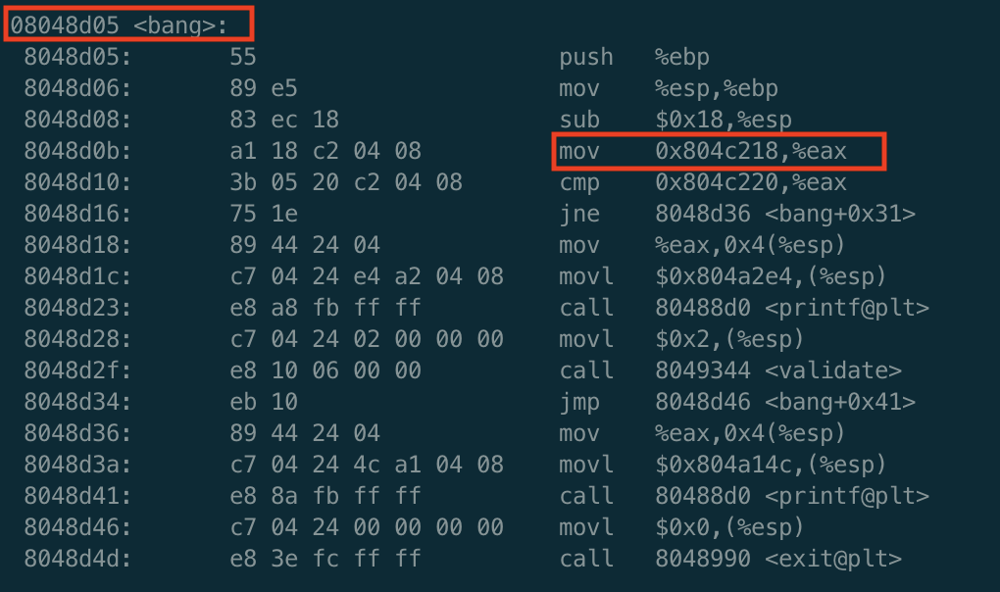 08048d05 <bang>:
8048d05: 55 push %ebp
8048d06: 89 e5 mov %esp,%ebp
8048d08: 83 ec 18 sub $0x18,%esp
8048d0b: a1 18 c2 04 08 mov 0x804c218,%eax
8048d10: 3b 05 20 c2 04 08 cmp 0x804c220,%eax
8048d16: 75 1e jne 8048d36 <bang+0x31>
8048d18: 89 44 24 04 mov %eax,0x4(%esp)
8048d1c: c7 04 24 e4 a2 04 08 movl $0x804a2e4,(%esp)
8048d23: e8 a8 fb ff ff call 80488d0 <printf@plt>
8048d28: c7 04 24 02 00 00 00 movl $0x2,(%esp)
8048d2f: e8 10 06 00 00 call 8049344 <validate>
8048d34: eb 10 jmp 8048d46 <bang+0x41>
8048d36: 89 44 24 04 mov %eax,0x4(%esp)
8048d3a: c7 04 24 4c a1 04 08 movl $0x804a14c,(%esp)
8048d41: e8 8a fb ff ff call 80488d0 <printf@plt>
8048d46: c7 04 24 00 00 00 00 movl $0x0,(%esp)
8048d4d: e8 3e fc ff ff call 8048990 <exit@plt>